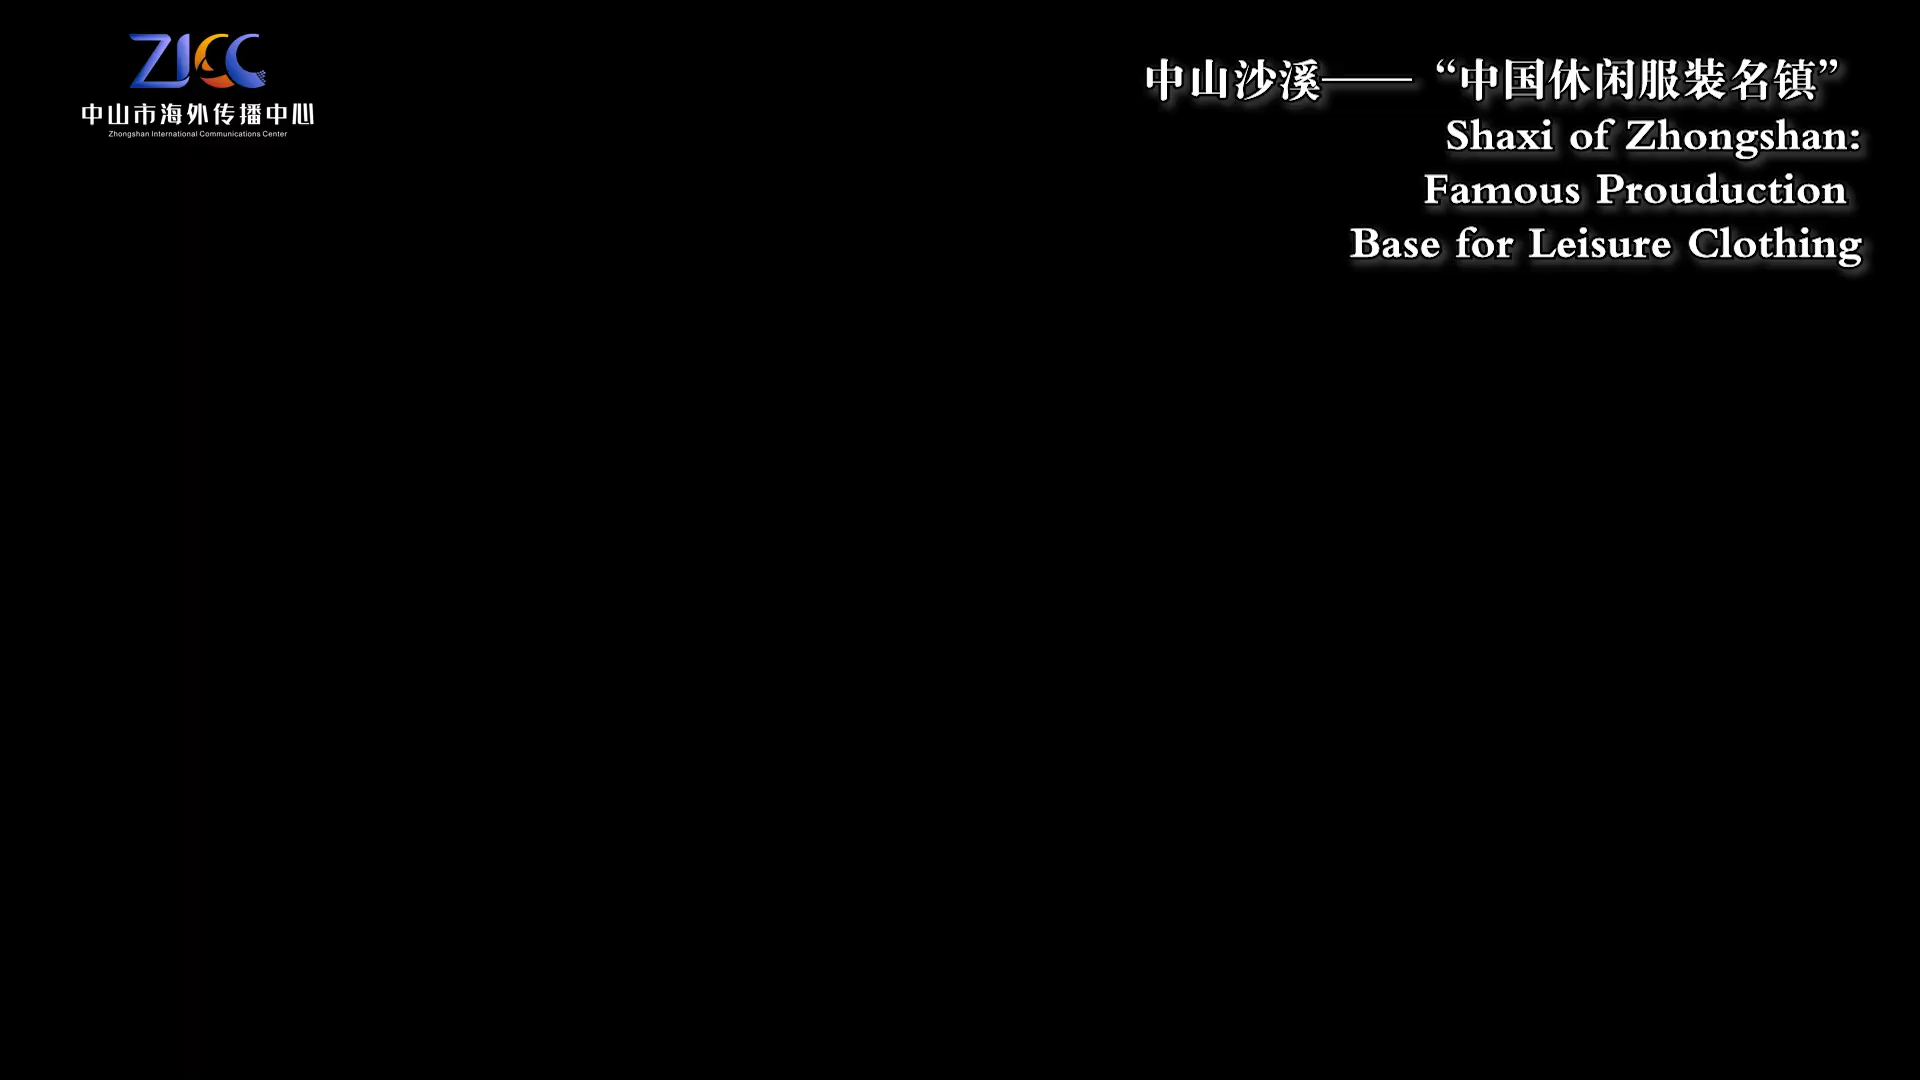 ZICC
中山市海外传播中心
Zhongshan International Communications Center
中山沙溪——“中国休闲服装名镇”
Shaxi of Zhongshan:
Famous Prouduction
Base for Leisure Clothing